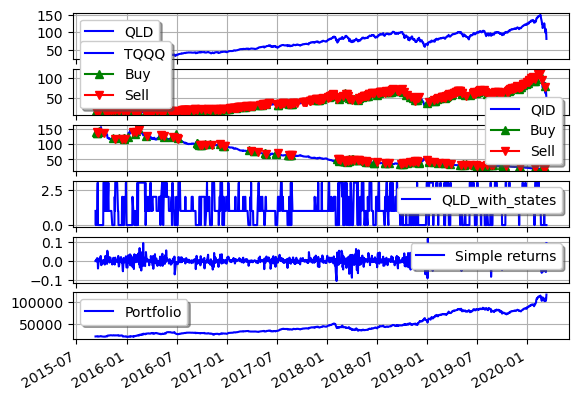 150
100
50
QLD
TQQQ
Buy
Sell
100
50
QID
Buy
Sell
150
100
50
2.5
0.0
QLD_with_states
0.1
0.0
−0.1
Simple returns
100000
50000
Portfolio
2015-07
2016-01
2016-07
2017-01
2017-07
2018-01
2018-07
2019-01
2019-07
2020-01